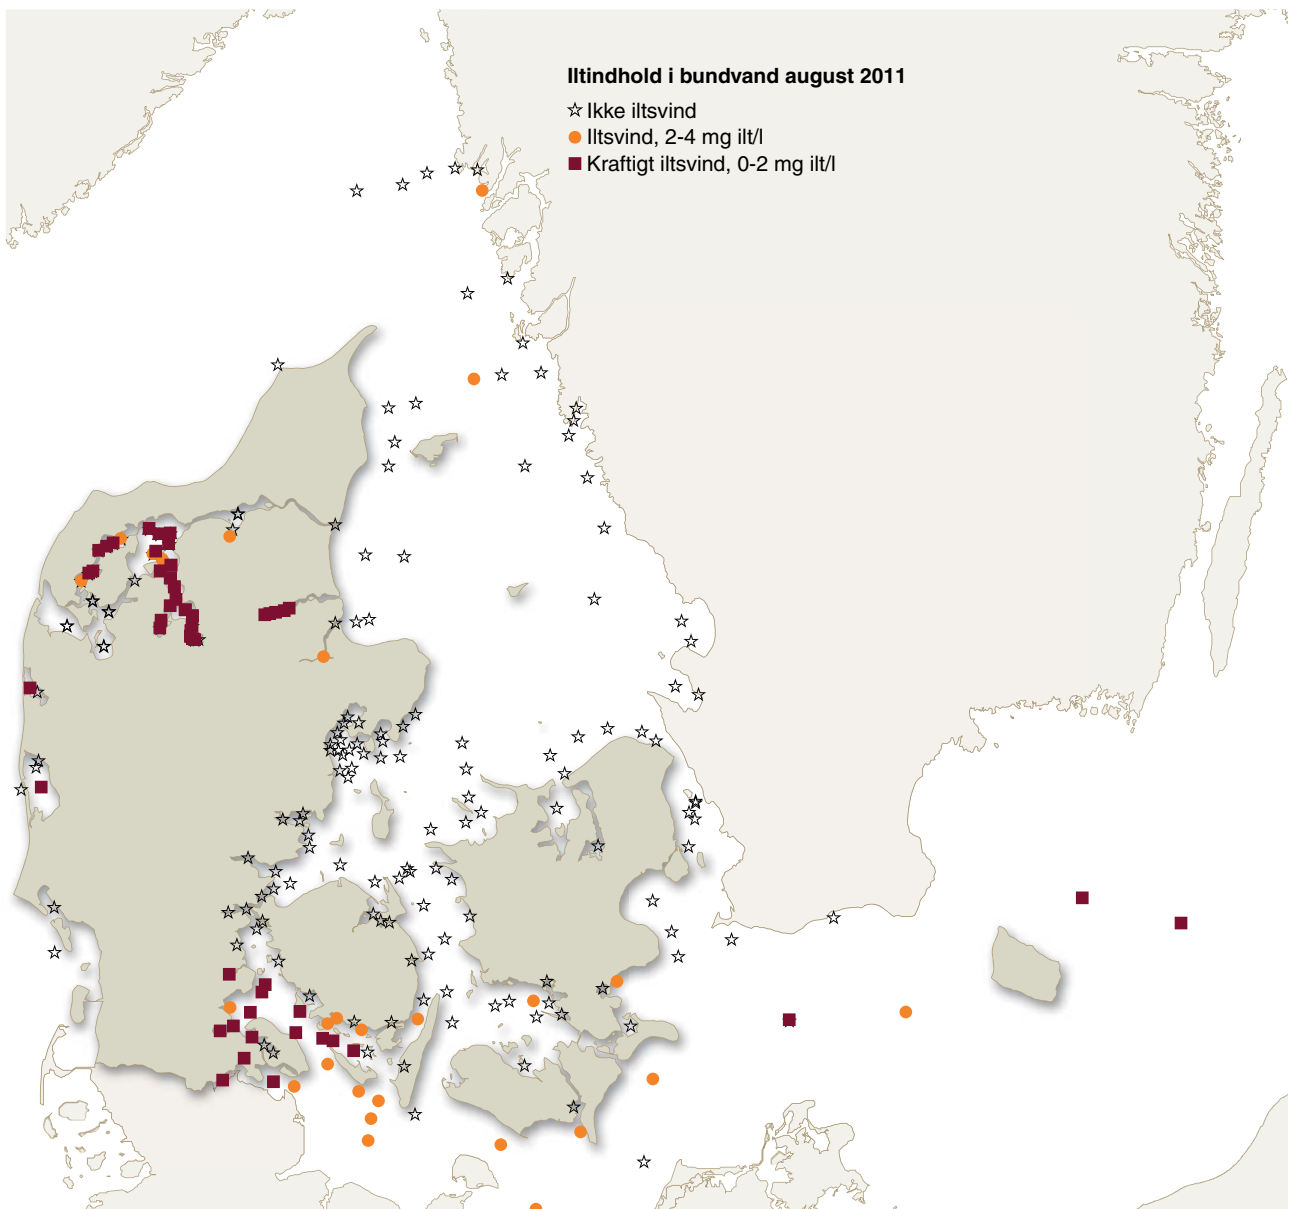 Iltindhold i bundvand august 2011
Ikke iltsvind
Iltsvind, 2-4 mg ilt/l
Kraftigt iltsvind, 0-2 mg ilt/l